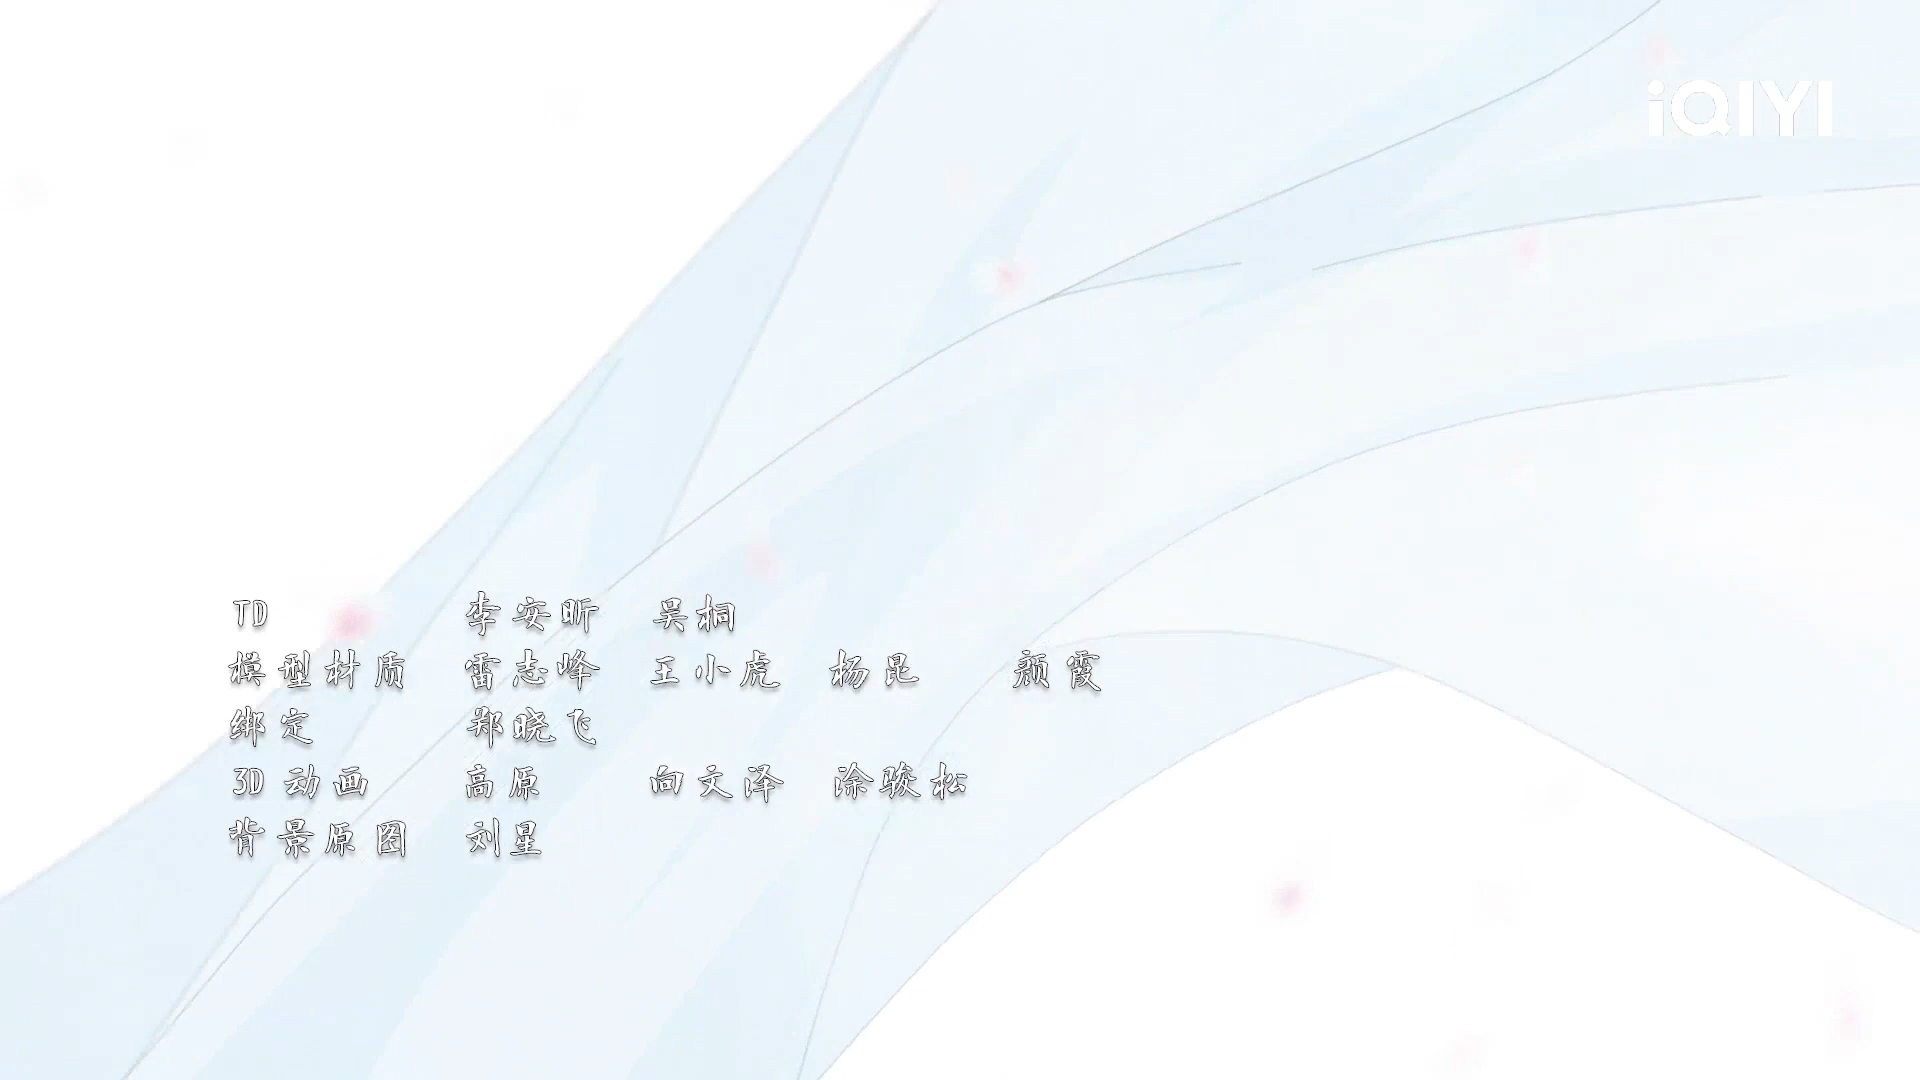 iQIYI
TD 李安昕 吴桐
模型材质 雷志峰 王小虎 杨昆 颜霞
绑定 郑晓飞
3D 动画 高原 向文泽 涂骏松
背景原图 刘星